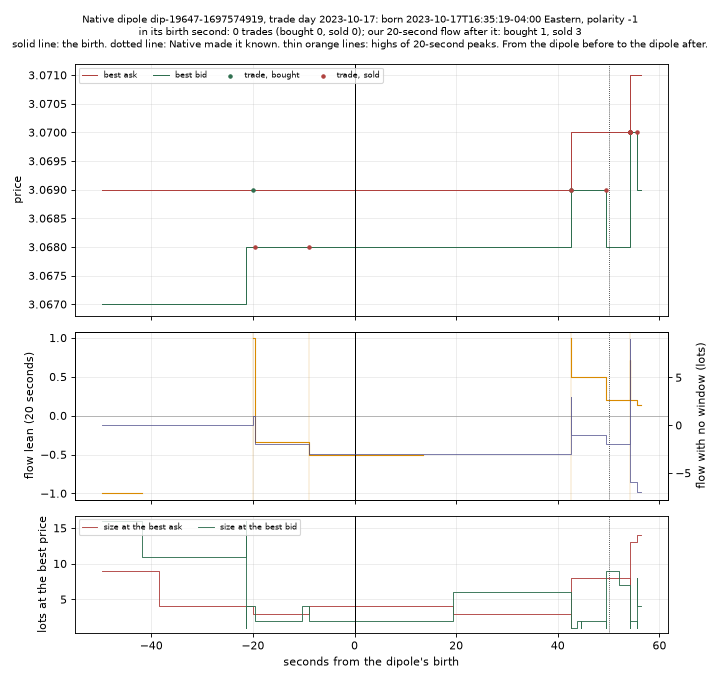 Native dipole dip-19647-1697574919, trade day 2023-10-17: born 2023-10-17T16:35:19-04:00 Eastern, polarity -1
in its birth second: 0 trades (bought 0, sold 0); our 20-second flow after it: bought 1, sold 3
solid line: the birth. dotted line: Native made it known. thin orange lines: highs of 20-second peaks. From the dipole before to the dipole after.
best ask
best bid
trade, bought
trade, sold
3.0710
3.0705
3.0700
3.0695
3.0690
3.0685
3.0680
3.0675
3.0670
price
1.0
0.5
0.0
−0.5
−1.0
flow lean (20 seconds)
5
0
−5
flow with no window (lots)
size at the best ask
size at the best bid
15
10
5
lots at the best price
−40
−20
0
20
40
60
seconds from the dipole's birth